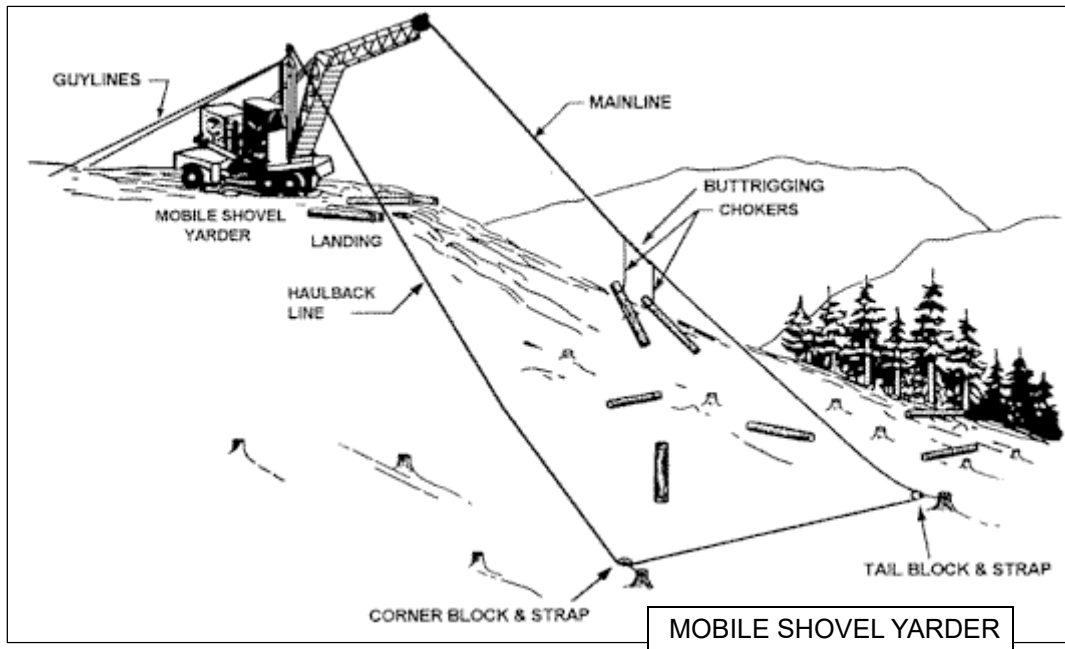 GUYLINES
MAINLINE
BUTTRIGGING
CHOKERS
MOBILE SHOVEL
YARDER
LANDING
HAULBACK
LINE
TAIL BLOCK & STRAP
CORNER BLOCK & STRAP
MOBILE SHOVEL YARDER